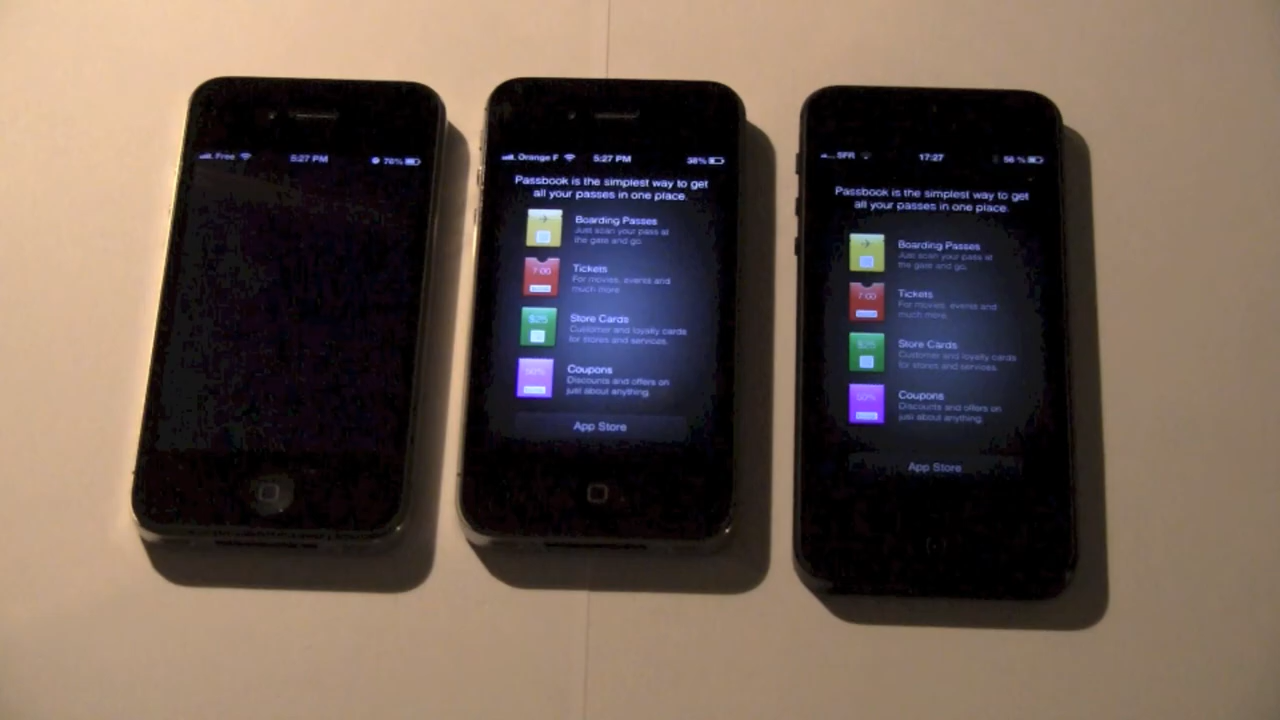 Free 5:27 PM 76%
Orange F 5:27 PM 38%
Passbook is the simplest way to get
all your passes in one place.
Boarding Passes
Just scan your pass at
the gate and go.
7:00
Tickets
For movies, events and
much more.
$25
Store Cards
Customer and loyalty cards
for stores and services.
50%
Coupons
Discounts and offers on
just about anything.
App Store
SFR 17:27 56 %
Passbook is the simplest way to get
all your passes in one place.
Boarding Passes
Just scan your pass at
the gate and go.
7:00
Tickets
For movies, events and
much more.
$25
Store Cards
Customer and loyalty cards
for stores and services.
50%
Coupons
Discounts and offers on
just about anything.
App Store